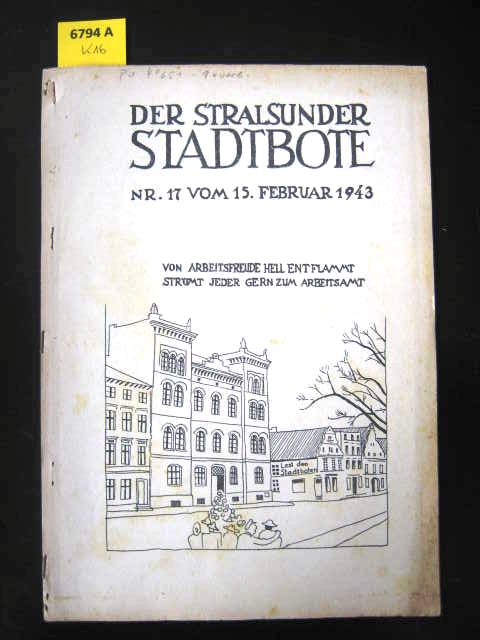 6794 A
K16
DER STRALSUNDER
STADTBOTE
NR. 17 VOM 15. FEBRUAR 1943
VON ARBEITSFREUDE HELL ENTFLAMMT
STRÖMT JEDER GERN ZUM ARBEITSAMT
Lest den
Stadtboten